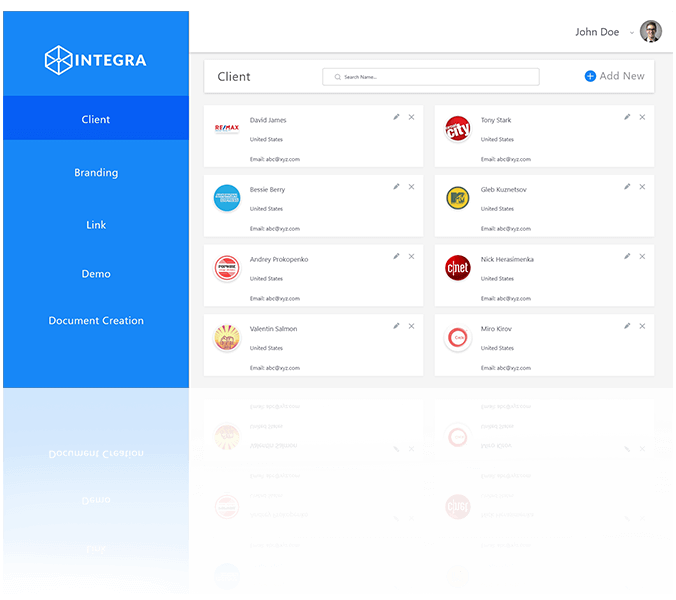 John Doe
INTEGRA
Client
Branding
Link
Demo
Document Creation
Client
Search Name...
Add New
RE/MAX
David James
United States
Email: abc@xyz.com
city
Tony Stark
United States
Email: abc@xyz.com
Bessie Berry
United States
Email: abc@xyz.com
Gleb Kuznetsov
United States
Email: abc@xyz.com
Andrey Prokopenko
United States
Email: abc@xyz.com
c|net
Nick Herasimenka
United States
Email: abc@xyz.com
Valentin Salmon
United States
Email: abc@xyz.com
Miro Kirov
United States
Email: abc@xyz.com
Document Creation
Demo